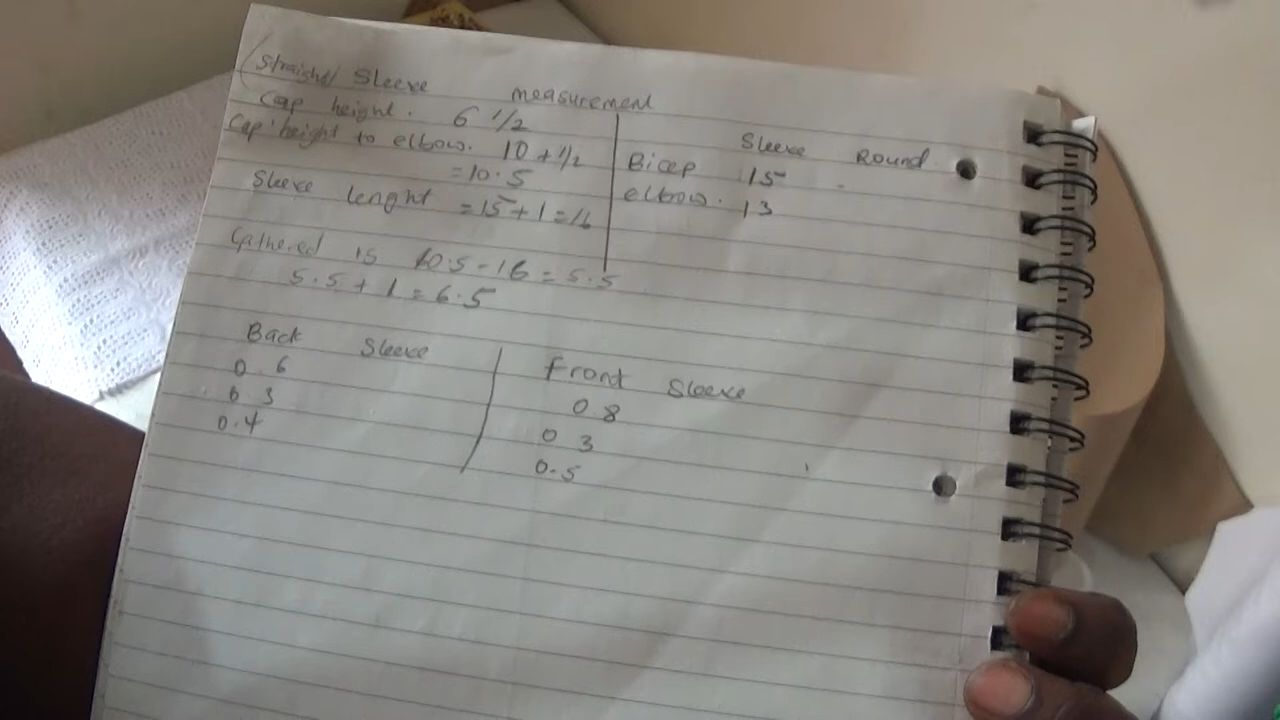 Straight Sleeve measurement
Cap height. 6 1/2
Cap height to elbow. 10 + 1/2
= 10.5
Sleeve lenght = 15 + 1 = 16
Sleeve Round
Bicep 15
elbow. 13
Gathered is 10.5 - 16 = 5.5
5.5 + 1 = 6.5
Back Sleeve
0.6
0.3
0.4
Front Sleeve
0.8
0 3
0.5